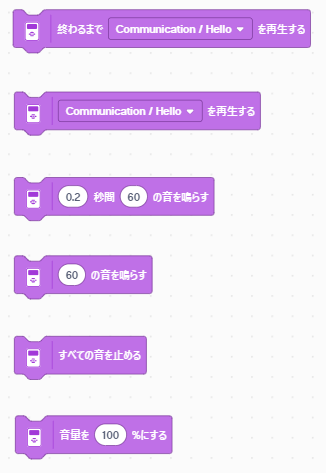 終わるまで Communication / Hello を再生する
Communication / Hello を再生する
0.2 秒間 60 の音を鳴らす
60 の音を鳴らす
すべての音を止める
音量を 100 %にする